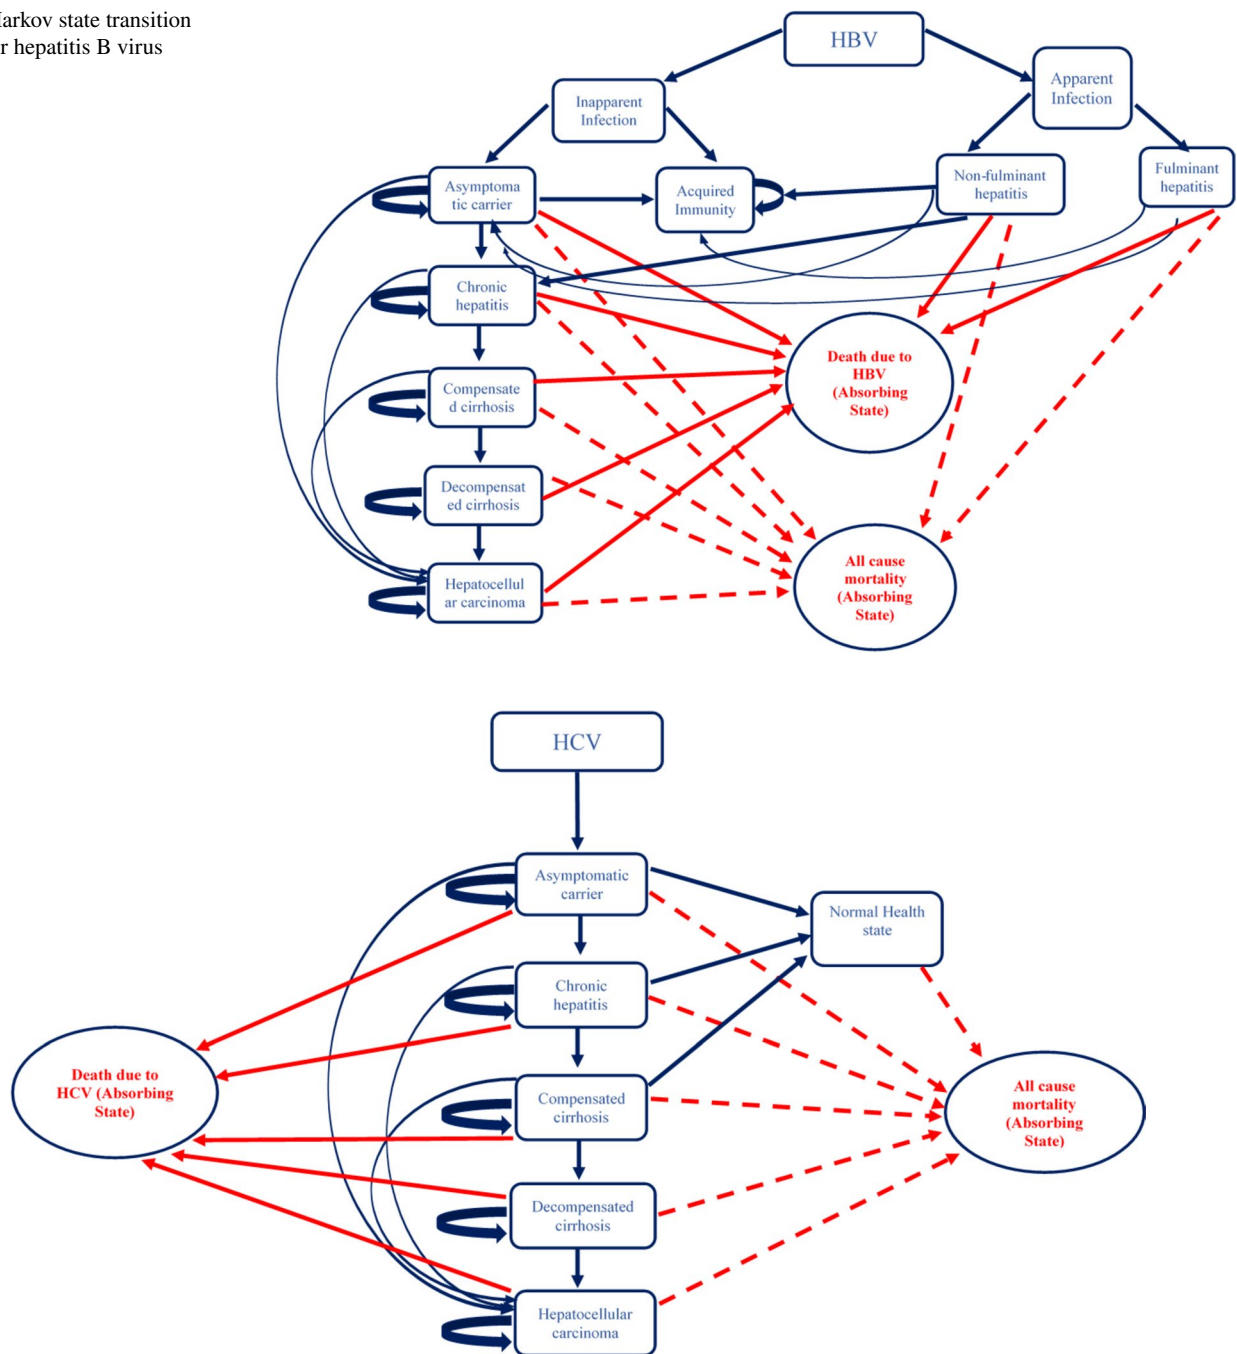 Markov state transition
r hepatitis B virus
HBV
Apparent
Infection
Inapparent
Infection
Asymptoma
tic carrier
Acquired
Immunity
Non-fulminant
hepatitis
Fulminant
hepatitis
Chronic
hepatitis
Death due to
HBV
(Absorbing
State)
Compensate
d cirrhosis
Decompensat
ed cirrhosis
All cause
mortality
(Absorbing
State)
Hepatocellul
ar carcinoma
HCV
Asymptomatic
carrier
Normal Health
state
Chronic
hepatitis
Death due to
HCV (Absorbing
State)
Compensated
cirrhosis
All cause
mortality
(Absorbing
State)
Decompensated
cirrhosis
Hepatocellular
carcinoma